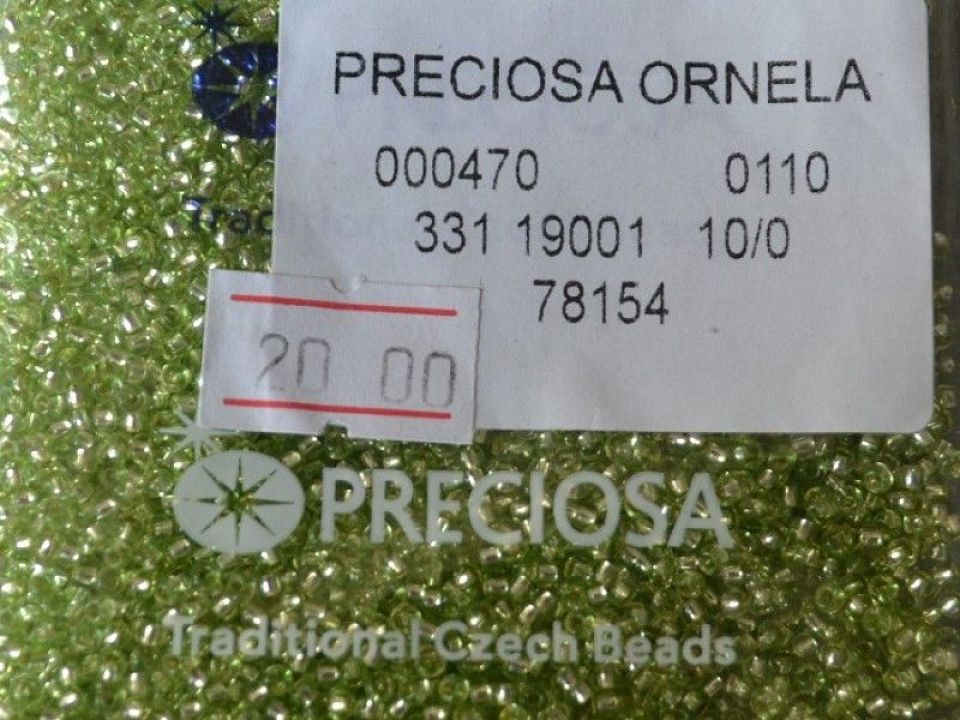 PRECIOSA ORNELA
000470 0110
331 19001 10/0
78154
20 00
PRECIOSA
Traditional Czech Beads